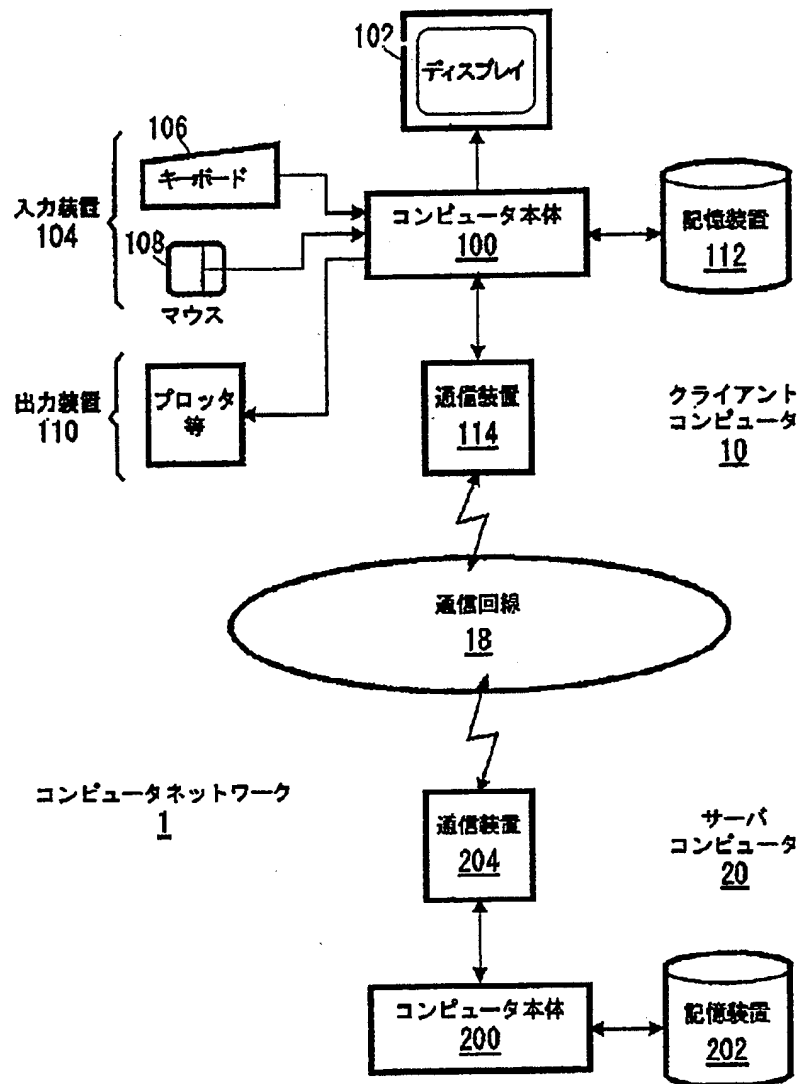 102
ディスプレイ
106
キーボード
入力装置
104
108
マウス
コンピュータ本体
100
記憶装置
112
出力装置
110
プロッタ
等
通信装置
114
クライアント
コンピュータ
10
通信回線
18
コンピュータネットワーク
1
通信装置
204
サーバ
コンピュータ
20
コンピュータ本体
200
記憶装置
202